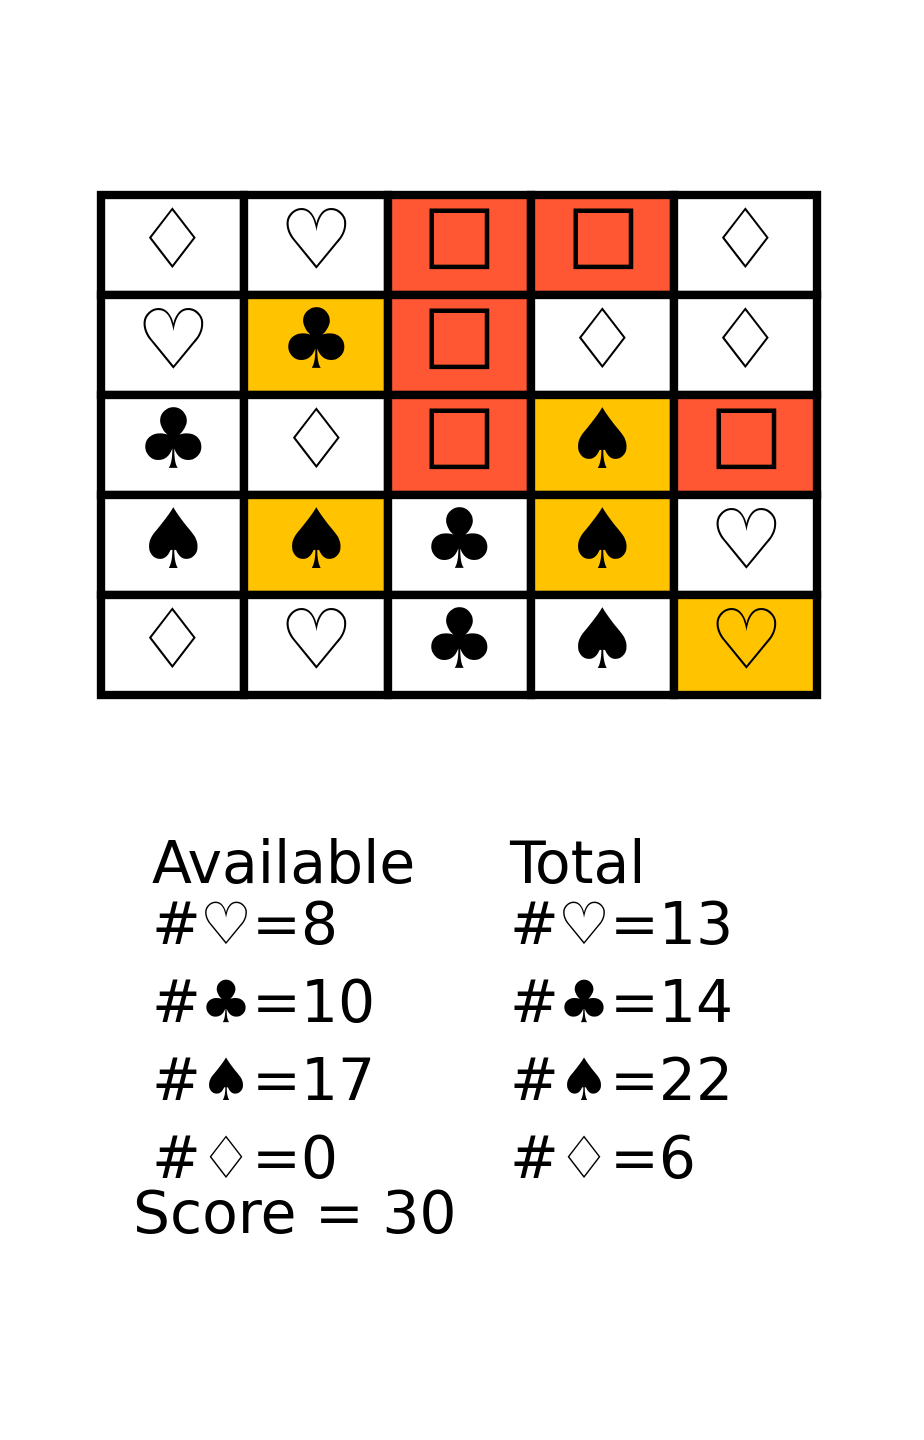 ♢ ♡ □ □ ♢
♡ ♣ □ ♢ ♢
♣ ♢ □ ♠ □
♠ ♠ ♣ ♠ ♡
♢ ♡ ♣ ♠ ♡
Available Total
#♡=8 #♡=13
#♣=10 #♣=14
#♠=17 #♠=22
#♢=0 #♢=6
Score = 30